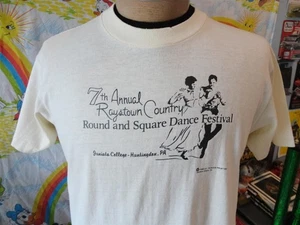 7th Annual
Raystown Country
Round and Square Dance Festival
Juniata College - Huntingdon, PA